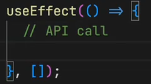 useEffect(() => {
  // API call

}, []);